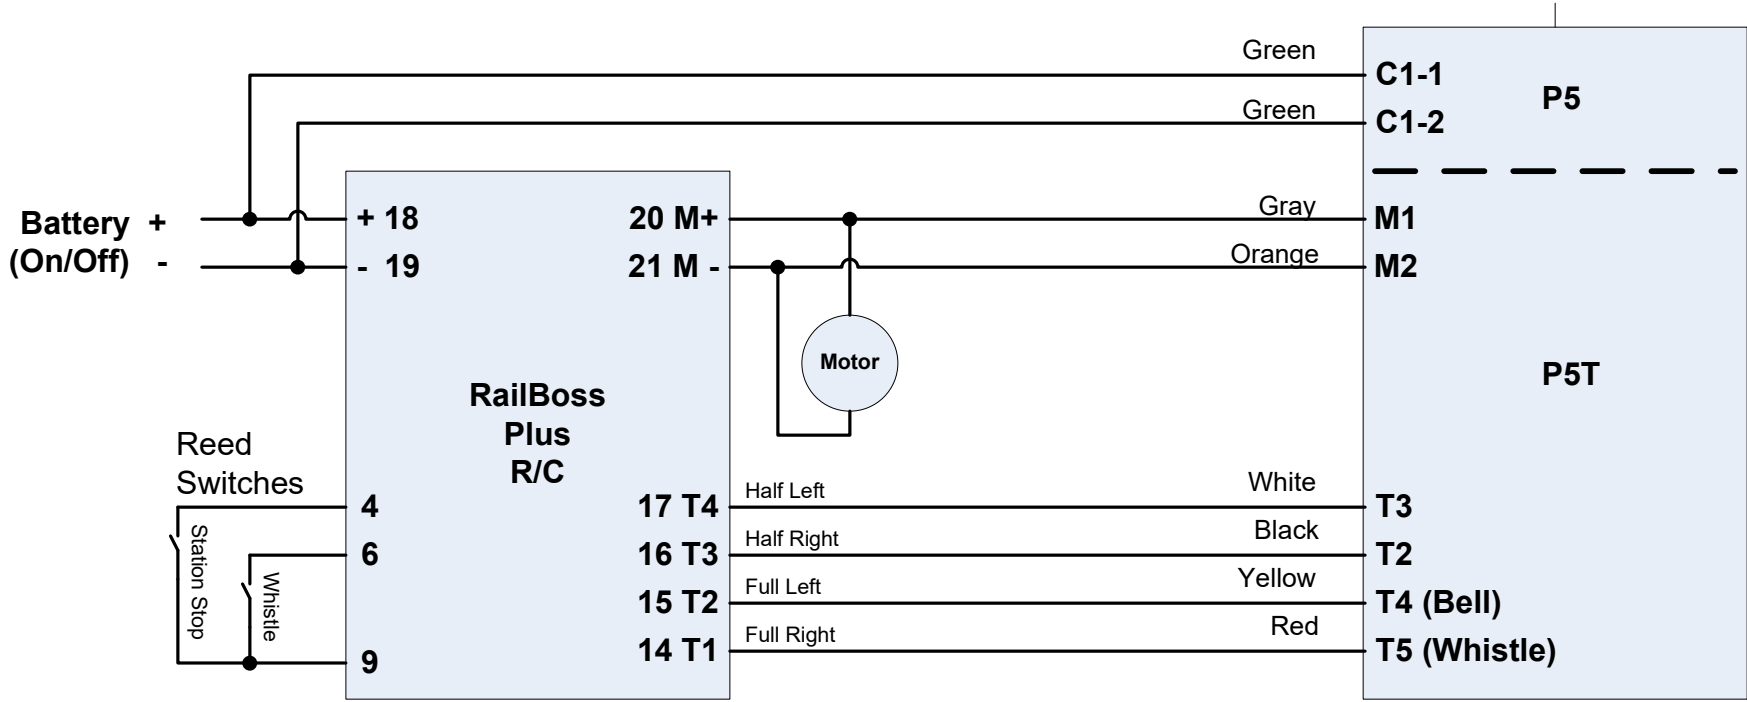 Green
C1-1
P5
Green
C1-2
Battery +
(On/Off) -
+ 18
- 19
20 M+
21 M -
Gray
M1
Orange
M2
Motor
P5T
RailBoss
Plus
R/C
Reed
Switches
4
6
9
Station Stop
Whistle
17 T4
Half Left
White
T3
16 T3
Half Right
Black
T2
15 T2
Full Left
Yellow
T4 (Bell)
14 T1
Full Right
Red
T5 (Whistle)